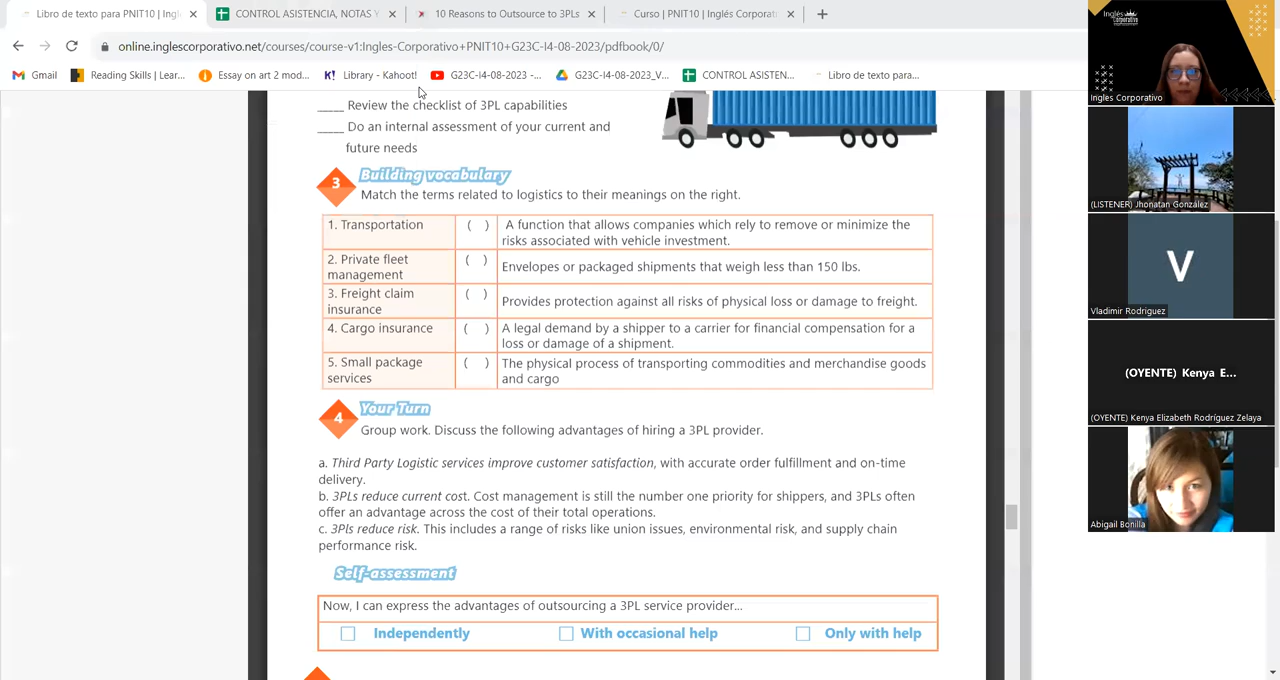 Libro de texto para PNIT10 | Ingl
CONTROL ASISTENCIA, NOTAS Y
10 Reasons to Outsource to 3PLs
Curso | PNIT10 | Inglés Corporati
online.inglescorporativo.net/courses/course-v1:Ingles-Corporativo+PNIT10+G23C-I4-08-2023/pdfbook/0/
Gmail
Reading Skills | Lear...
Essay on art 2 mod...
Library - Kahoot!
G23C-I4-08-2023 -...
G23C-I4-08-2023_V...
CONTROL ASISTEN...
Libro de texto para...
_____ Review the checklist of 3PL capabilities
_____ Do an internal assessment of your current and
future needs
3
Building vocabulary
Match the terms related to logistics to their meanings on the right.
1. Transportation ( ) A function that allows companies which rely to remove or minimize the
risks associated with vehicle investment.
2. Private fleet
management ( ) Envelopes or packaged shipments that weigh less than 150 lbs.
3. Freight claim
insurance ( ) Provides protection against all risks of physical loss or damage to freight.
4. Cargo insurance ( ) A legal demand by a shipper to a carrier for financial compensation for a
loss or damage of a shipment.
5. Small package
services ( ) The physical process of transporting commodities and merchandise goods
and cargo
4
Your Turn
Group work. Discuss the following advantages of hiring a 3PL provider.
a. Third Party Logistic services improve customer satisfaction, with accurate order fulfillment and on-time
delivery.
b. 3PLs reduce current cost. Cost management is still the number one priority for shippers, and 3PLs often
offer an advantage across the cost of their total operations.
c. 3Pls reduce risk. This includes a range of risks like union issues, environmental risk, and supply chain
performance risk.
Self-assessment
Now, I can express the advantages of outsourcing a 3PL service provider...
Independently
With occasional help
Only with help
Inglés
Corporativo
Ingles Corporativo
(LISTENER) Jhonatan González
V
Vladimir Rodriguez
(OYENTE) Kenya E...
(OYENTE) Kenya Elizabeth Rodríguez Zelaya
Abigail Bonilla